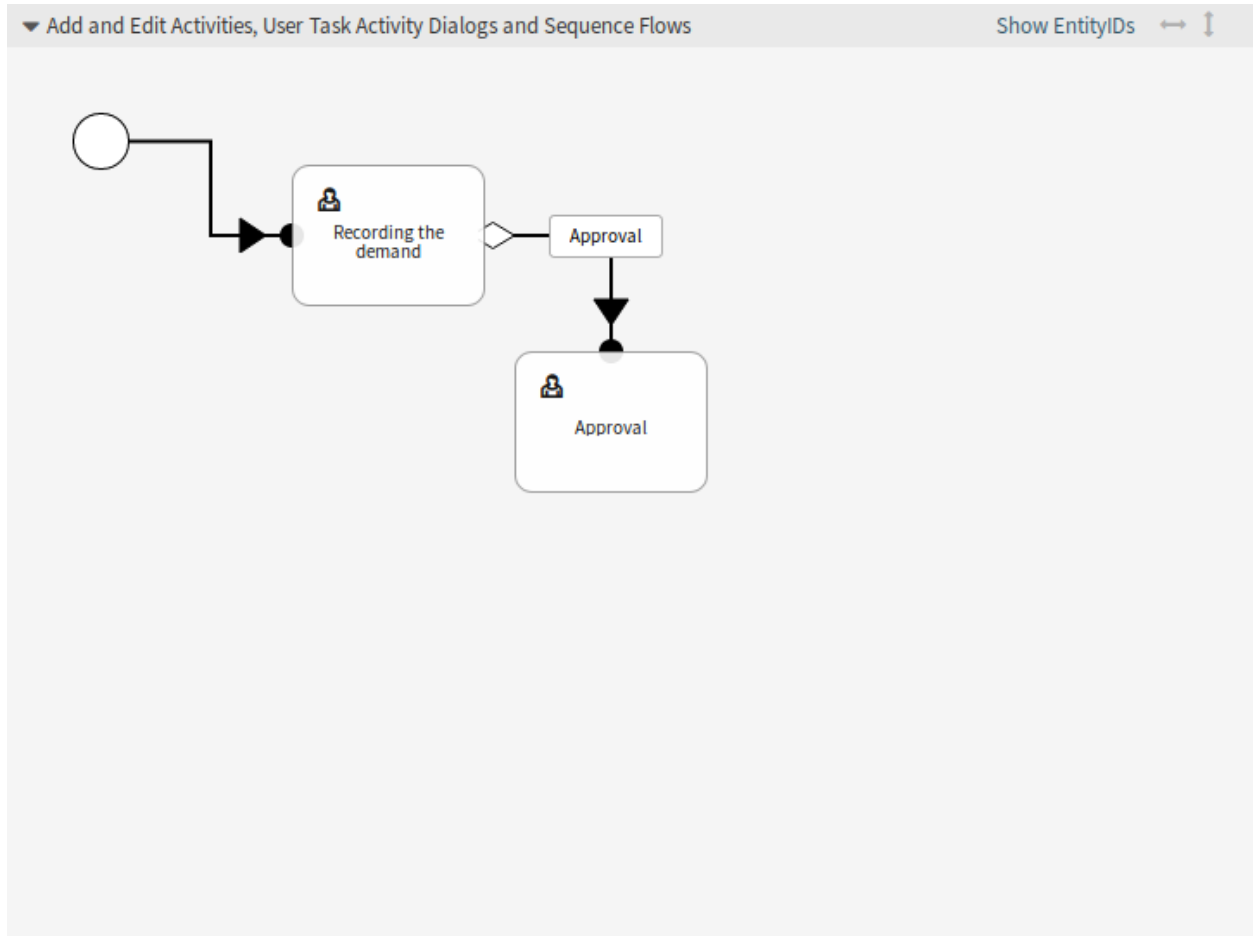 Add and Edit Activities, User Task Activity Dialogs and Sequence Flows
Show EntityIDs
Recording the
demand
Approval
Approval